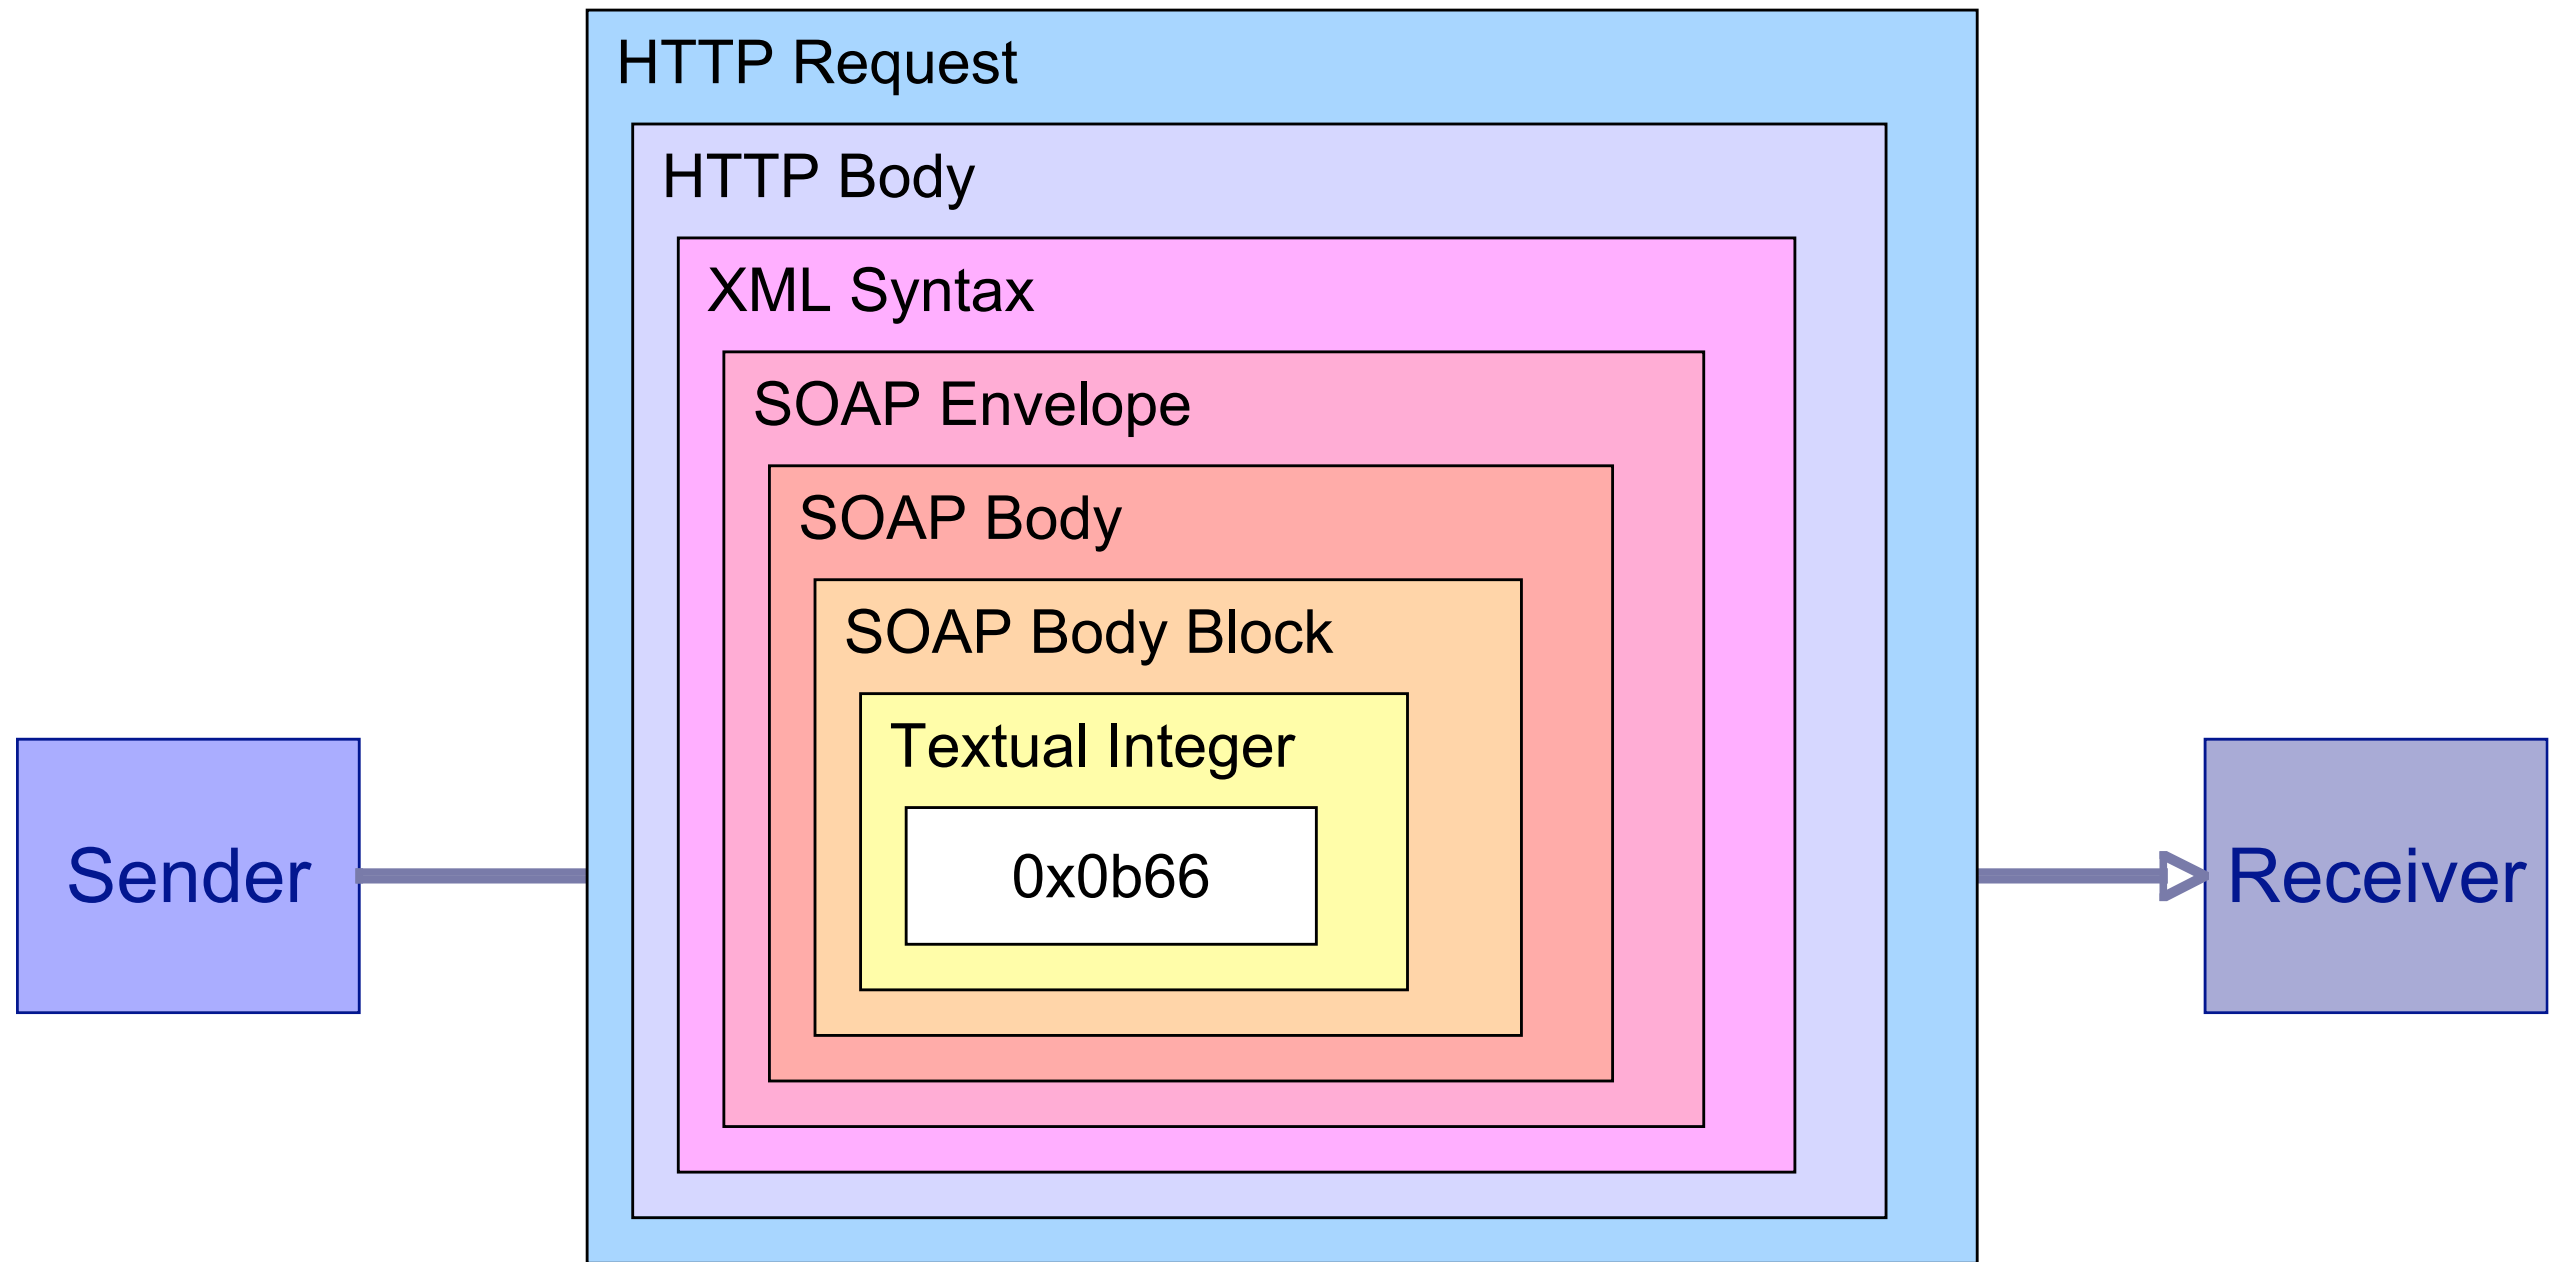 HTTP Request
HTTP Body
XML Syntax
SOAP Envelope
SOAP Body
SOAP Body Block
Textual Integer
Sender
0x0b66
Receiver